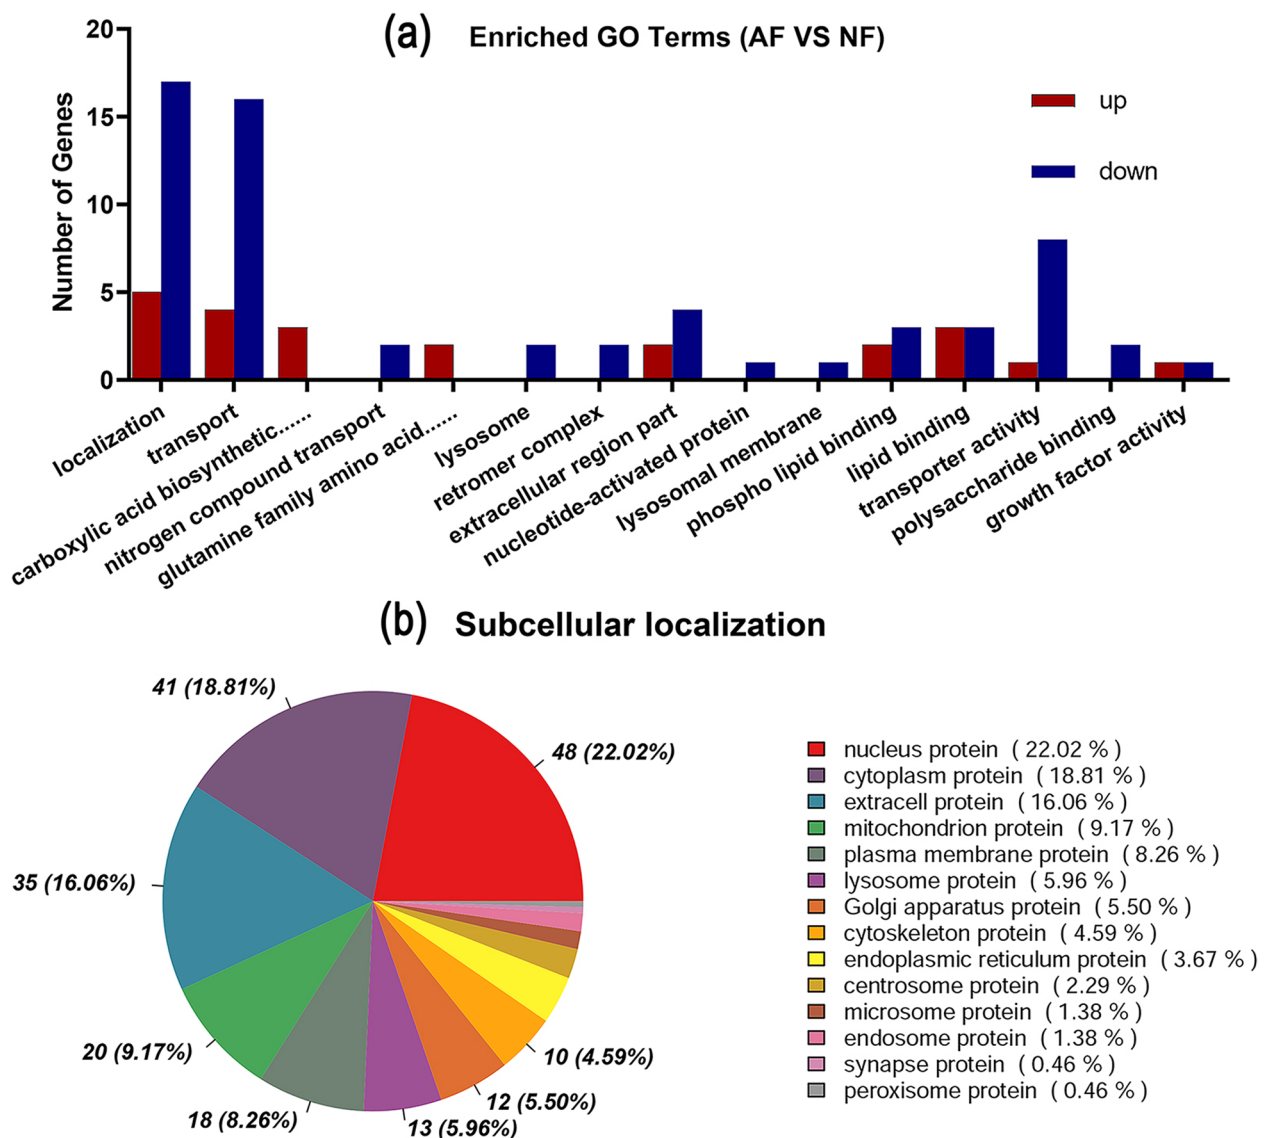 (a) Enriched GO Terms (AF VS NF)
Number of Genes
20
15
10
5
0
up
down
localization
transport
carboxylic acid biosynthetic......
nitrogen compound transport
glutamine family amino acid......
lysosome
retromer complex
extracellular region part
nucleotide-activated protein
lysosomal membrane
phospho lipid binding
lipid binding
transporter activity
polysaccharide binding
growth factor activity
(b) Subcellular localization
41 (18.81%)
48 (22.02%)
35 (16.06%)
20 (9.17%)
18 (8.26%)
13 (5.96%)
12 (5.50%)
10 (4.59%)
nucleus protein ( 22.02 % )
cytoplasm protein ( 18.81 % )
extracell protein ( 16.06 % )
mitochondrion protein ( 9.17 % )
plasma membrane protein ( 8.26 % )
lysosome protein ( 5.96 % )
Golgi apparatus protein ( 5.50 % )
cytoskeleton protein ( 4.59 % )
endoplasmic reticulum protein ( 3.67 % )
centrosome protein ( 2.29 % )
microsome protein ( 1.38 % )
endosome protein ( 1.38 % )
synapse protein ( 0.46 % )
peroxisome protein ( 0.46 % )